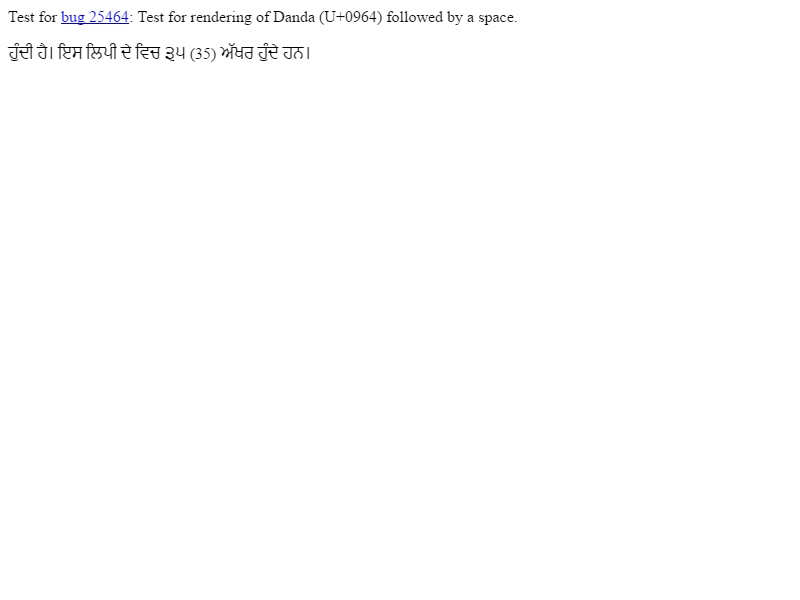 Test for bug 25464: Test for rendering of Danda (U+0964) followed by a space.
ਹੁੰਦੀ ਹੈ। ਇਸ ਲਿਪੀ ਦੇ ਵਿਚ ੩੫ (35) ਅੱਖਰ ਹੁੰਦੇ ਹਨ।